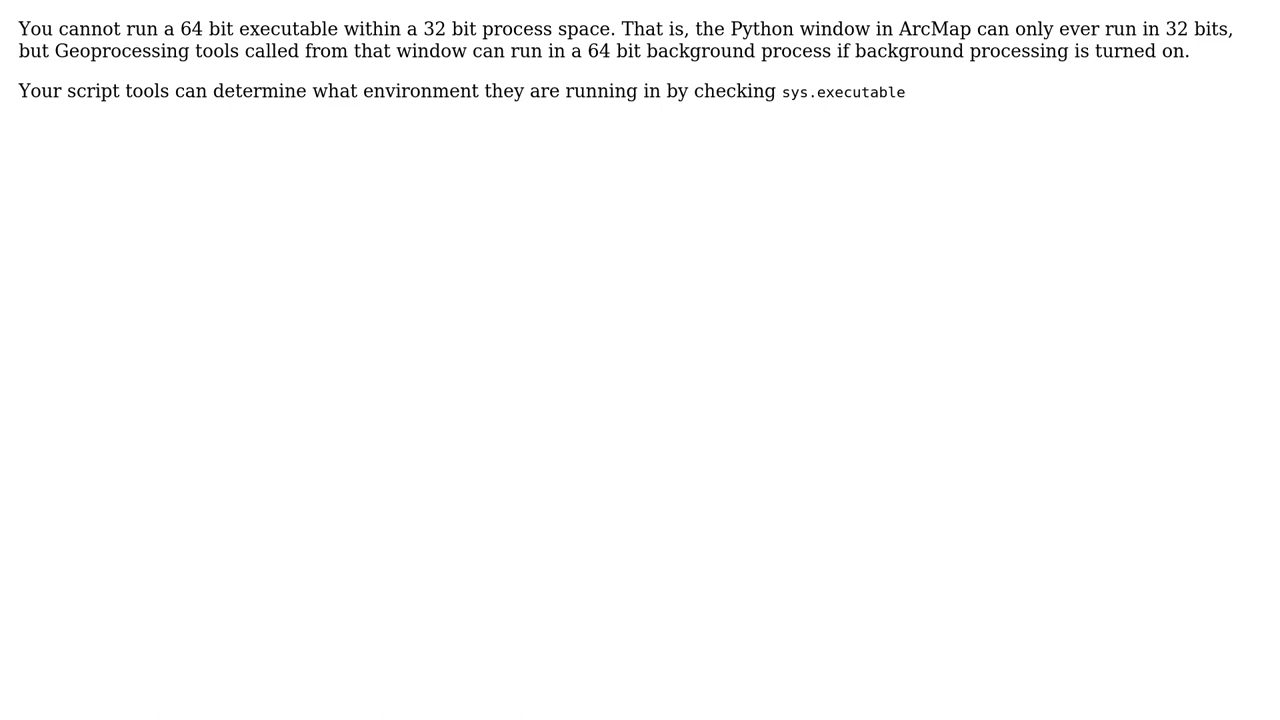 You cannot run a 64 bit executable within a 32 bit process space. That is, the Python window in ArcMap can only ever run in 32 bits,
but Geoprocessing tools called from that window can run in a 64 bit background process if background processing is turned on.
Your script tools can determine what environment they are running in by checking sys.executable